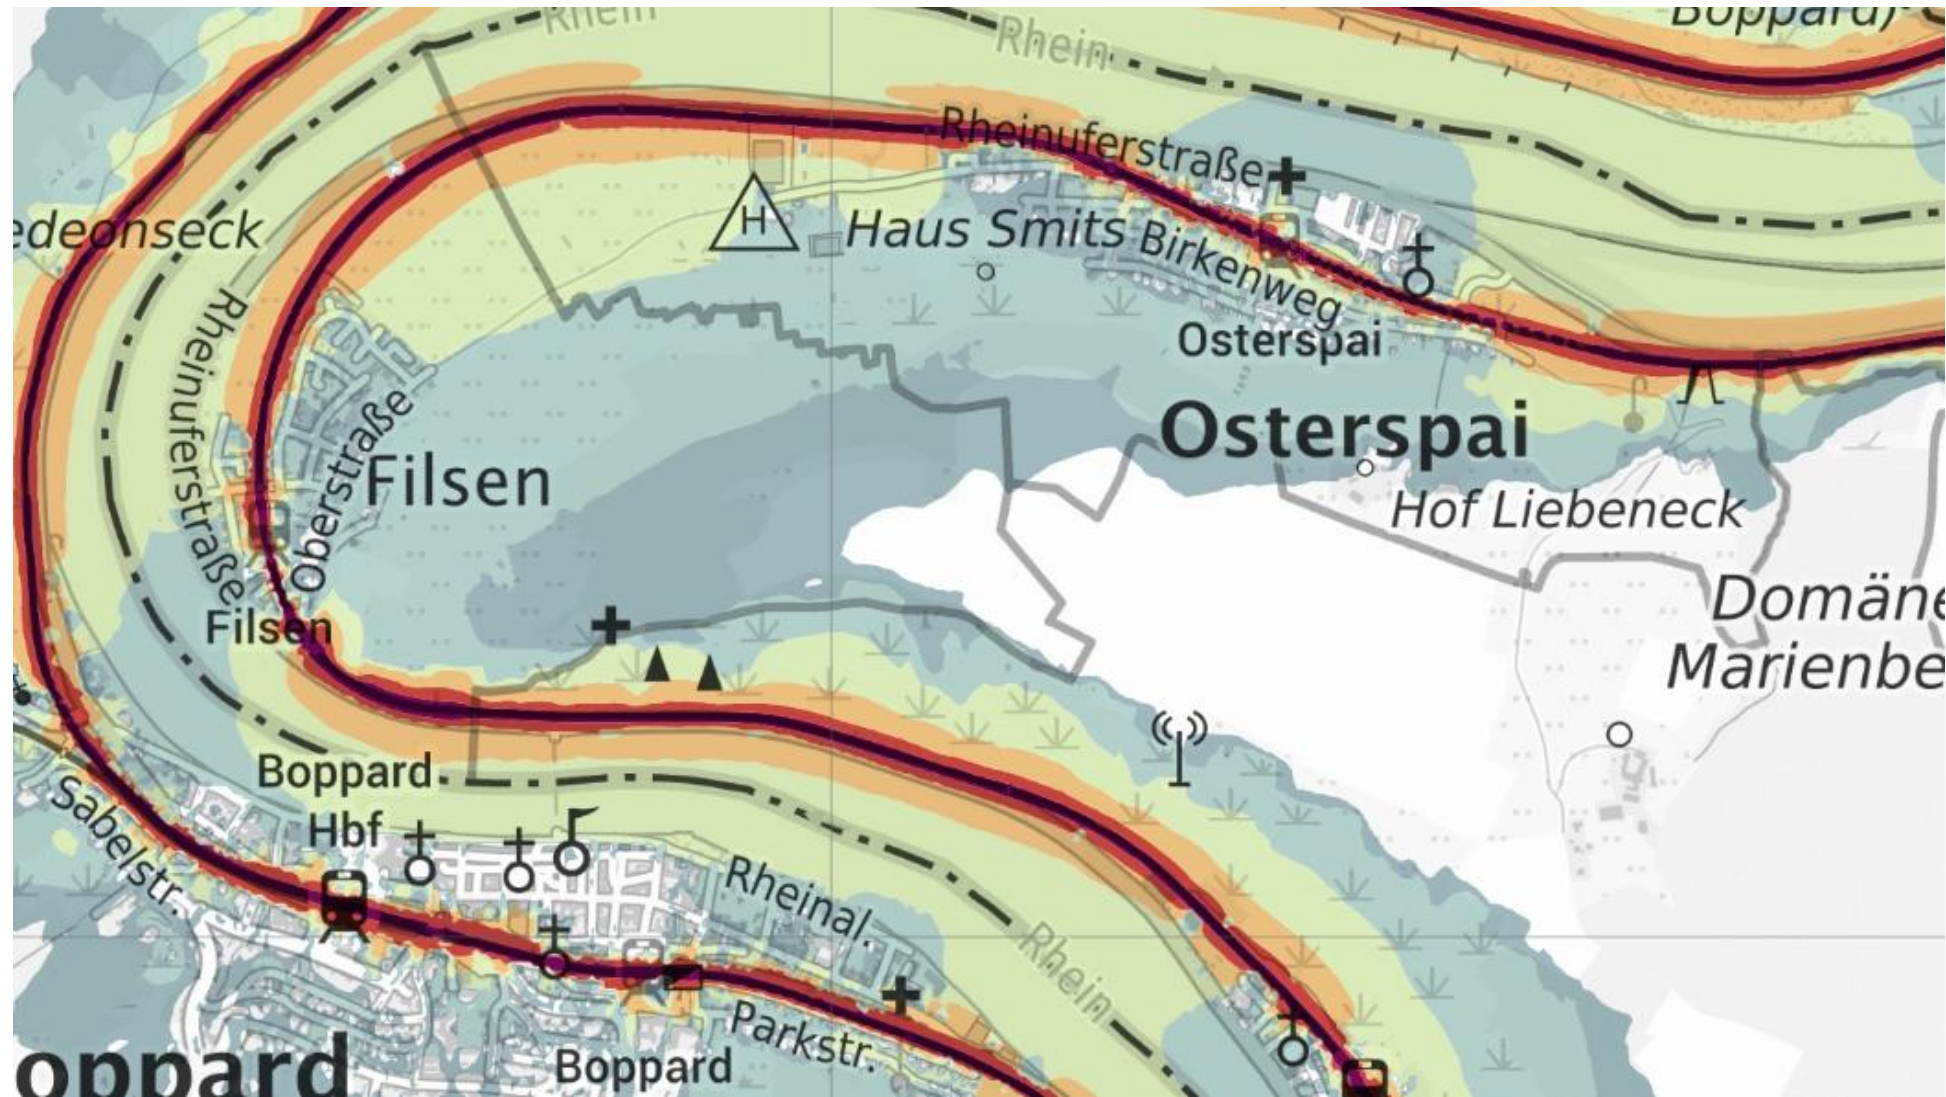 Rhein
Boppard)
Rhein
Rheinuferstraße
edeonseck
H
Haus Smits
Birkenweg
Osterspai
Rheinuferstraße
Oberstraße
Filsen
Osterspai
Hof Liebeneck
Filsen
Domäne
Marienbe
Boppard
Hbf
Sabelstr.
Rheinal.
Rhein
Parkstr.
oppard
Boppard